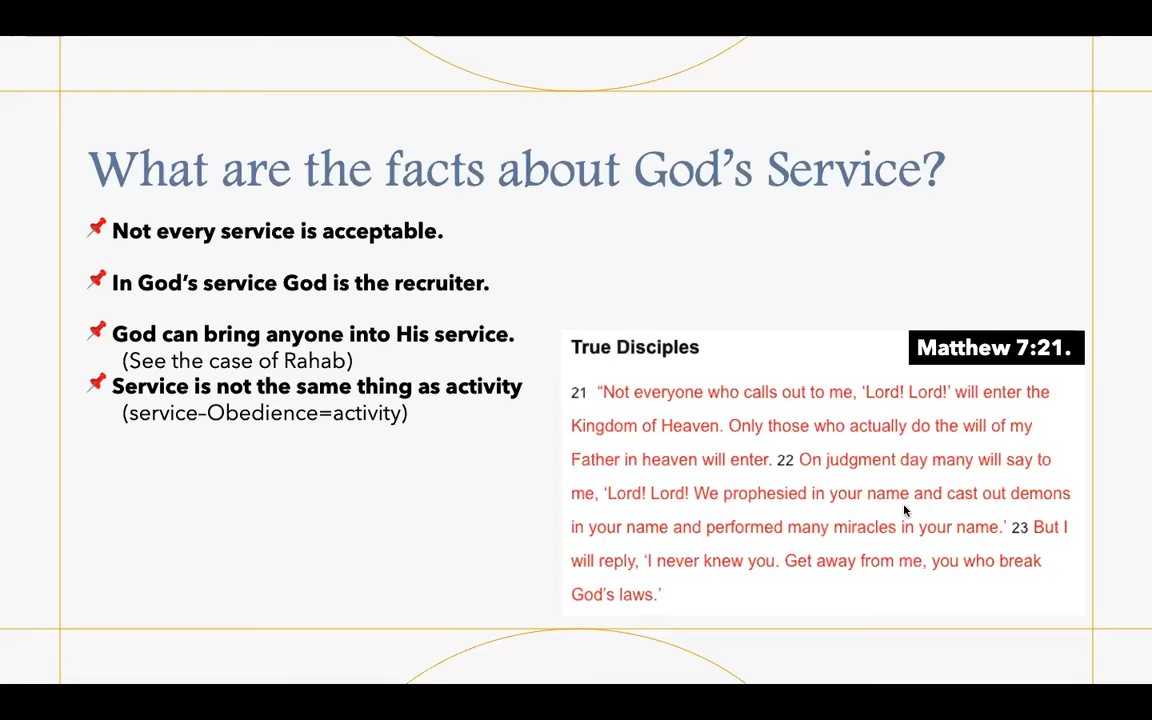 What are the facts about God’s Service?
Not every service is acceptable.
In God’s service God is the recruiter.
God can bring anyone into His service.
(See the case of Rahab)
Service is not the same thing as activity
(service–Obedience=activity)
True Disciples
Matthew 7:21.
21 “Not everyone who calls out to me, ‘Lord! Lord!’ will enter the
Kingdom of Heaven. Only those who actually do the will of my
Father in heaven will enter. 22 On judgment day many will say to
me, ‘Lord! Lord! We prophesied in your name and cast out demons
in your name and performed many miracles in your name.’ 23 But I
will reply, ‘I never knew you. Get away from me, you who break
God’s laws.’